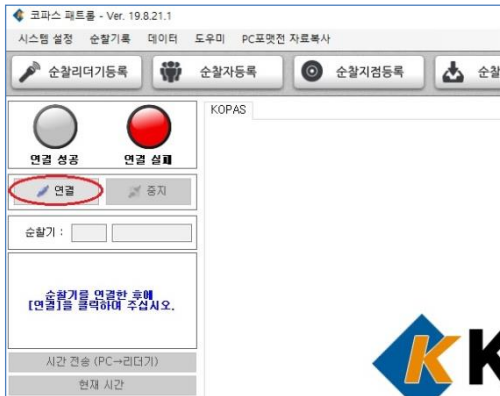 코파스 패트롤 - Ver. 19.8.21.1
시스템 설정 순찰기록 데이터 도우미 PC포맷전 자료복사
순찰리더기등록 순찰자등록 순찰지점등록 순찰
KOPAS
연결 성공 연결 실패
연결 중지
순찰기 :
순찰기를 연결한 후에
[연결]을 클릭하여 주십시오.
시간 전송 (PC→리더기)
현재 시간
K